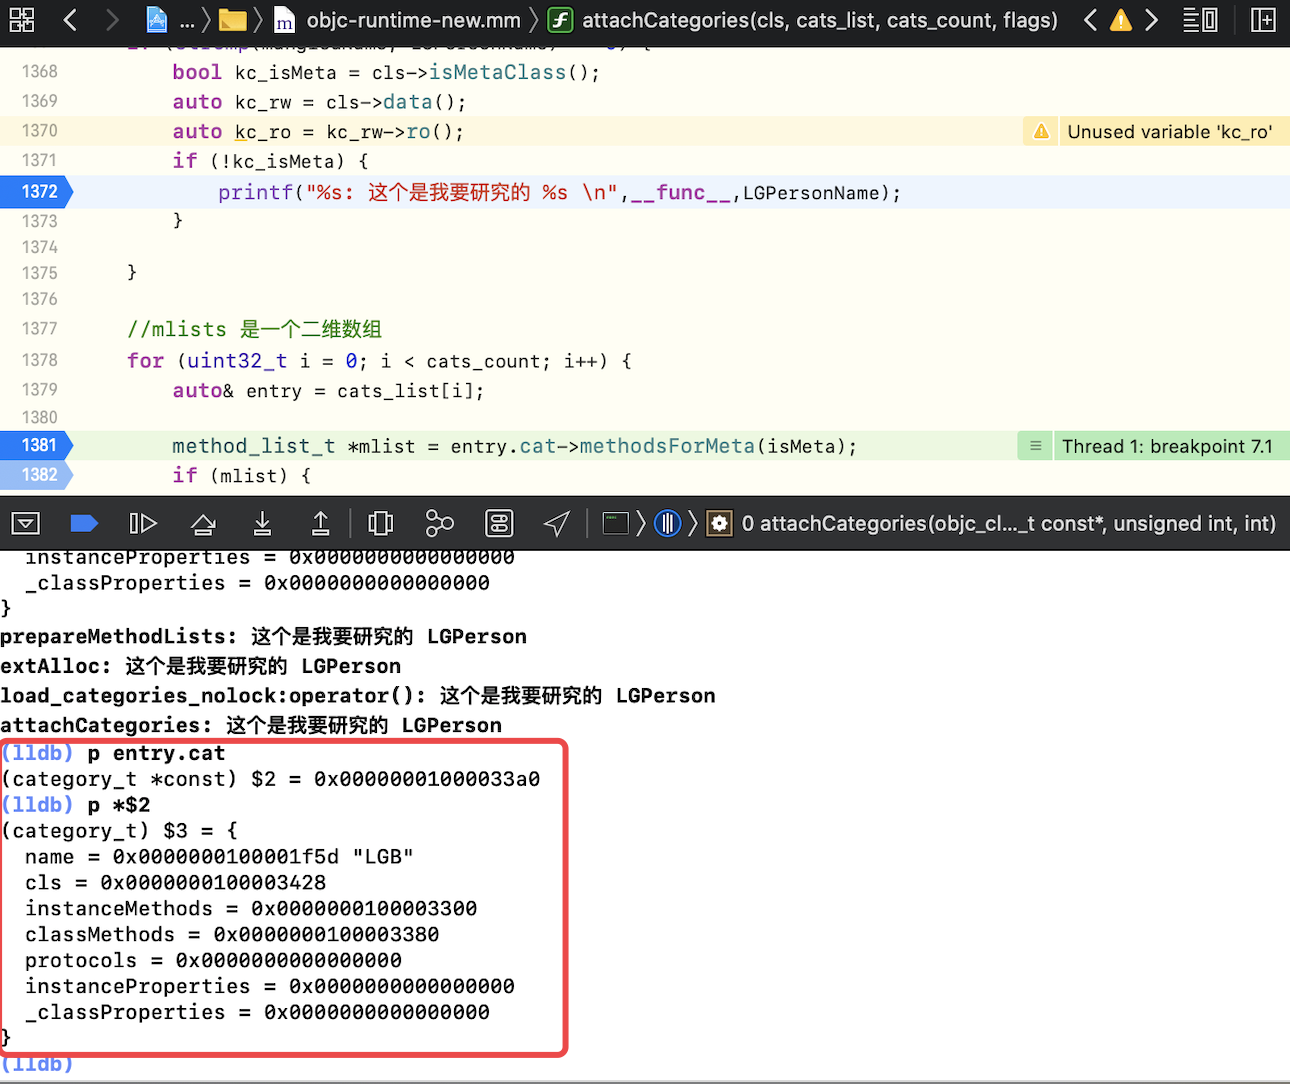 ... objc-runtime-new.mm attachCategories(cls, cats_list, cats_count, flags)
1368 bool kc_isMeta = cls->isMetaClass();
1369 auto kc_rw = cls->data();
1370 auto kc_ro = kc_rw->ro(); Unused variable 'kc_ro'
1371 if (!kc_isMeta) {
1372 printf("%s: 这个是我要研究的 %s \n",__func__,LGPersonName);
1373 }
1374
1375 }
1376
1377 //mlists 是一个二维数组
1378 for (uint32_t i = 0; i < cats_count; i++) {
1379 auto& entry = cats_list[i];
1380
1381 method_list_t *mlist = entry.cat->methodsForMeta(isMeta); Thread 1: breakpoint 7.1
1382 if (mlist) {
0 attachCategories(objc_cl..._t const*, unsigned int, int)
instanceProperties = 0x0000000000000000
_classProperties = 0x0000000000000000
}
prepareMethodLists: 这个是我要研究的 LGPerson
extAlloc: 这个是我要研究的 LGPerson
load_categories_nolock:operator(): 这个是我要研究的 LGPerson
attachCategories: 这个是我要研究的 LGPerson
(lldb) p entry.cat
(category_t *const) $2 = 0x00000001000033a0
(lldb) p *$2
(category_t) $3 = {
name = 0x0000000100001f5d "LGB"
cls = 0x0000000100003428
instanceMethods = 0x0000000100003300
classMethods = 0x0000000100003380
protocols = 0x0000000000000000
instanceProperties = 0x0000000000000000
_classProperties = 0x0000000000000000
}
(lldb)